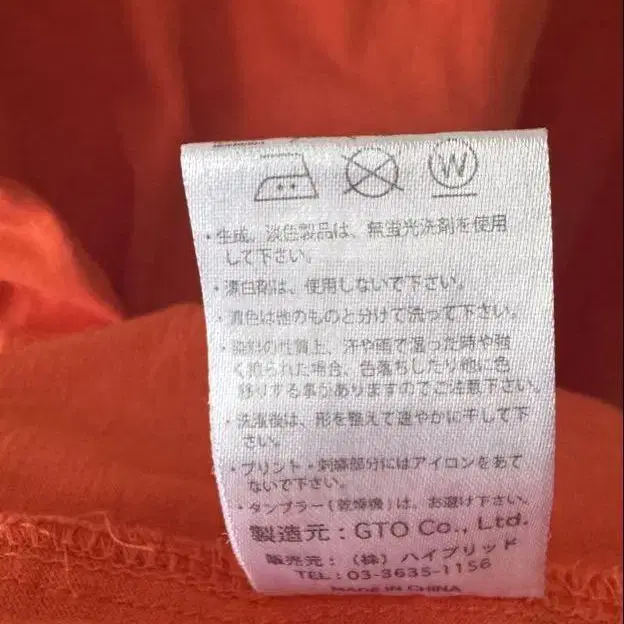 W
・生成、淡色製品は、無蛍光洗剤を使用
して下さい。
・漂白剤は、使用しないで下さい。
・濃色は他のものと分けて洗って下さい。
・染料の性質上、汗や雨で湿った時や強
く擦られた場合、色落ちしたり他に色
移りする事がありますのでご注意下さい。
・洗濯後は、形を整えて速やかに干して下
さい。
・プリント・刺繍部分にはアイロンをあて
ないで下さい。
・タンブラー(乾燥機)は、お避け下さい。
製造元：GTO Co., Ltd.
販売元：（株）ハイブリッド
TEL：03-3635-1156
MADE IN CHINA